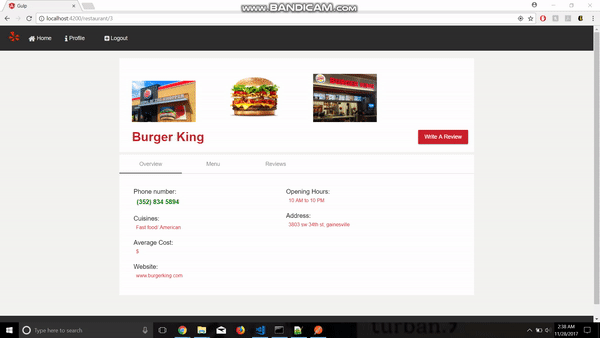 www.BANDICAM.com
Gulp
localhost:4200/restaurant/3
Home
Profile
Logout
Burger King
Write A Review
Overview
Menu
Reviews
Phone number:
(352) 834 5894
Opening Hours:
10 AM to 10 PM
Cuisines:
Fast food American
Address:
3803 sw 34th st, gainesville
Average Cost:
$
Website:
www.burgerking.com
Type here to search
2:38 AM
11/28/2017